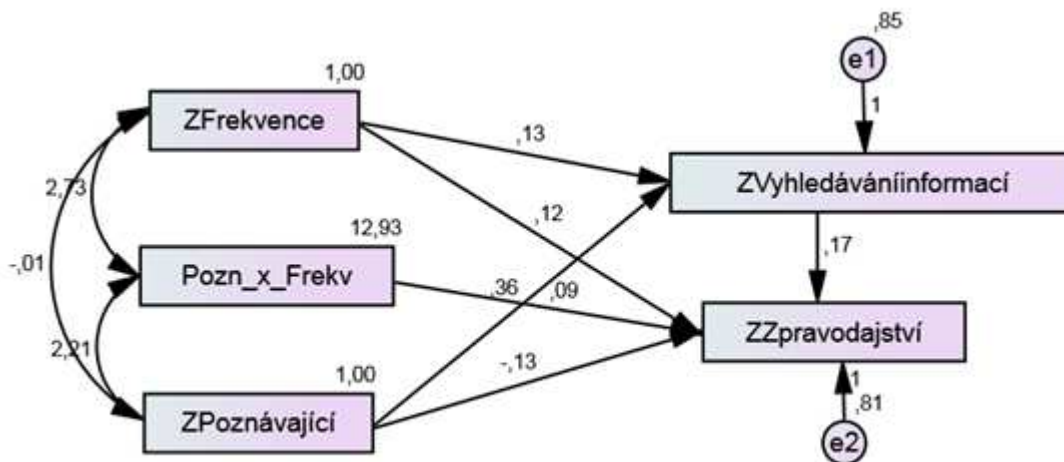 ,85
e1
1
1,00
ZFrekvence
,13
ZVyhledáváníinformací
2,73
,12
12,93
,17
-,01
Pozn_x_Frekv
,36
,09
ZZpravodajství
2,21
1,00
-,13
1
ZPoznávající
,81
e2